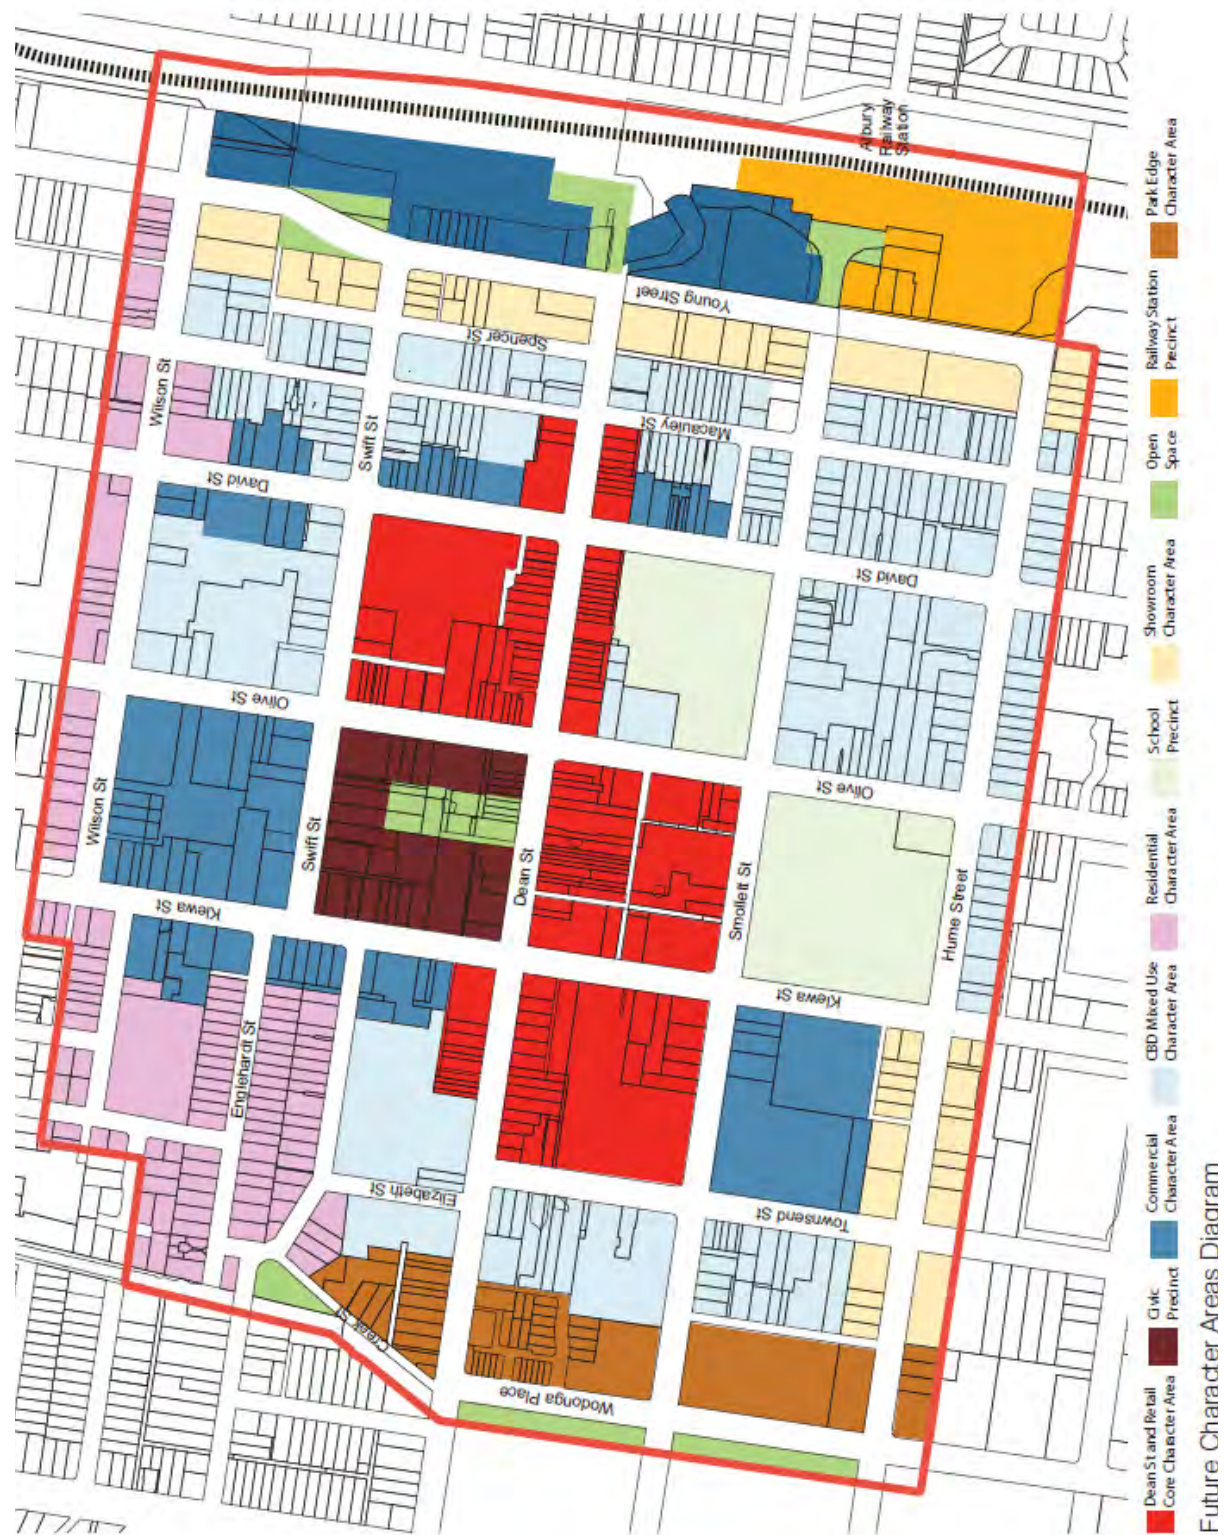 Albury
Railway
Station
Wilson St
Spencer St
Young Street
Swift St
Macauley St
David St
David St
Olive St
Wilson St
Swift St
Olive St
Dean St
Kiewa St
Smollett St
Hume Street
Kiewa St
Englehardt St
Elizabeth St
Townsend St
Creek St
Wodonga Place
Dean St and Retail
Core Character Area
Civic
Precinct
Commercial
Character Area
CBD Mixed Use
Character Area
Residential
Character Area
School
Precinct
Showroom
Character Area
Open
Space
Railway Station
Precinct
Park Edge
Character Area
Future Character Areas Diagram